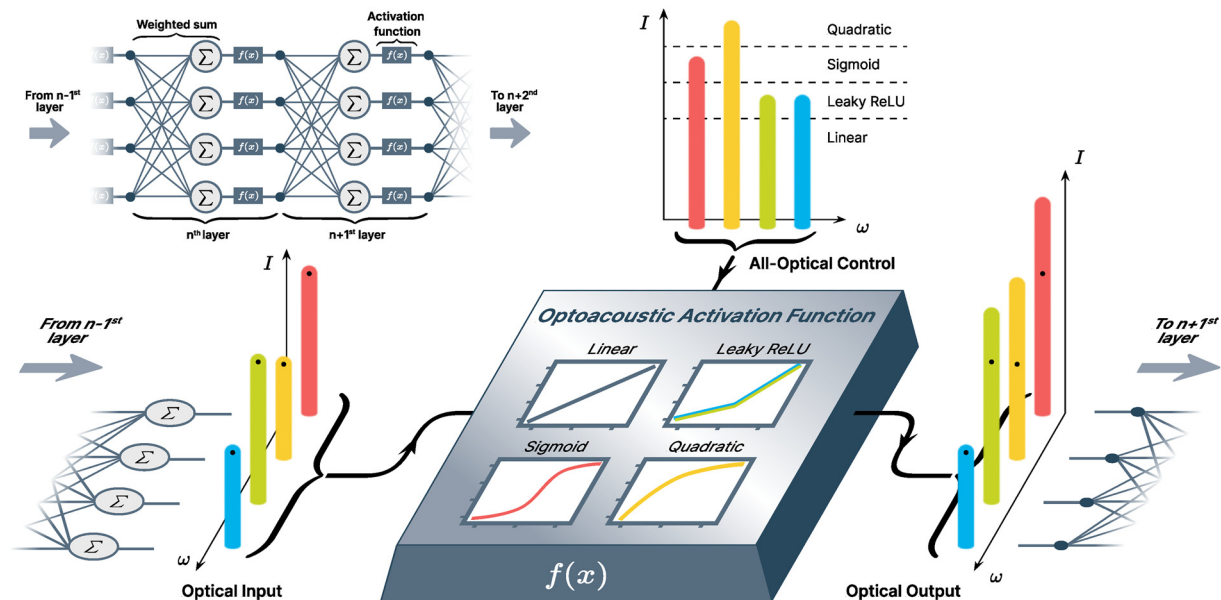 Weighted sum
Activation
function
(x)
Σ
f(x)
Σ
f(x)
(x)
Σ
f(x)
Σ
f(x)
(x)
Σ
f(x)
Σ
f(x)
(x)
Σ
f(x)
Σ
f(x)
From n-1st
layer
To n+2nd
layer
nth layer
n+1st layer
I
Quadratic
Sigmoid
Leaky ReLU
Linear
ω
All-Optical Control
From n-1st
layer
Σ
Σ
Σ
Σ
I
ω
Optical Input
Optoacoustic Activation Function
Linear
Leaky ReLU
Sigmoid
Quadratic
f(x)
I
ω
Optical Output
To n+1st
layer